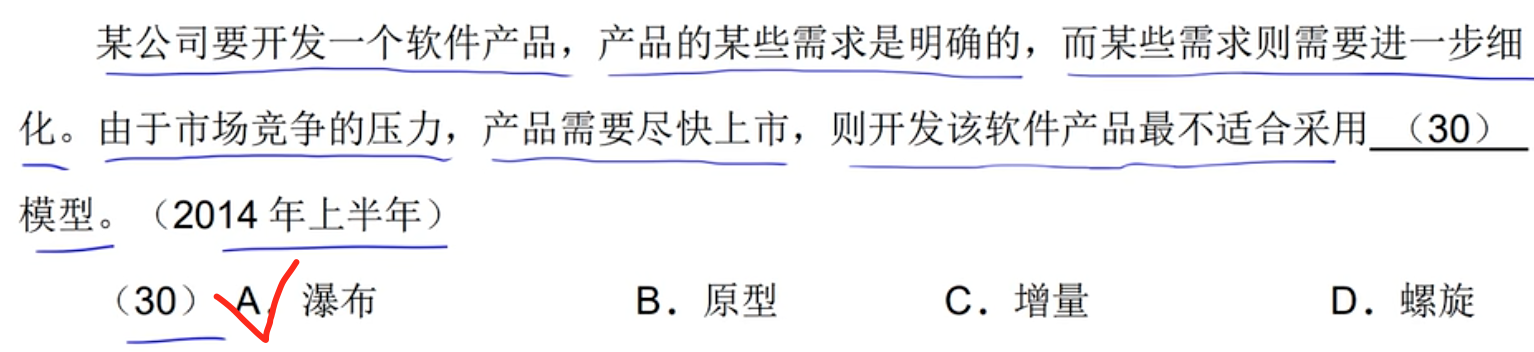 某公司要开发一个软件产品，产品的某些需求是明确的，而某些需求则需要进一步细
化。由于市场竞争的压力，产品需要尽快上市，则开发该软件产品最不适合采用（30）
模型。（2014 年上半年）
（30） A．瀑布 B．原型 C．增量 D．螺旋